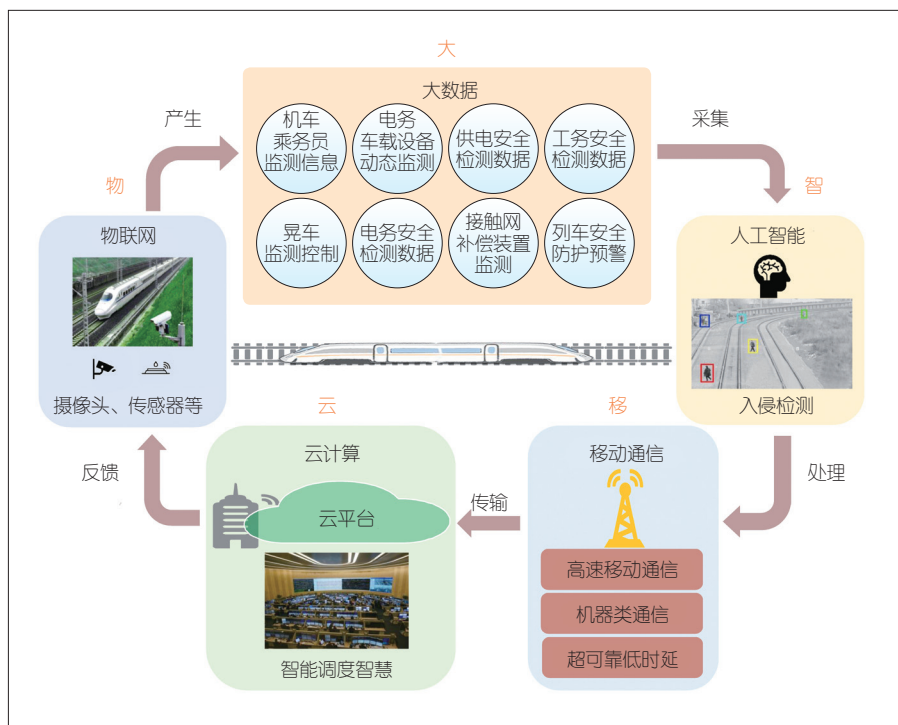 大
大数据
产生
采集
机车
乘务员
监测信息
电务
车载设备
动态监测
供电安全
检测数据
工务安全
检测数据
晃车
监测控制
电务安全
检测数据
接触网
补偿装置
监测
列车安全
防护预警
物
物联网
摄像头、传感器等
智
人工智能
入侵检测
云
云计算
云平台
智能调度智慧
移
移动通信
高速移动通信
机器类通信
超可靠低时延
反馈
传输
处理